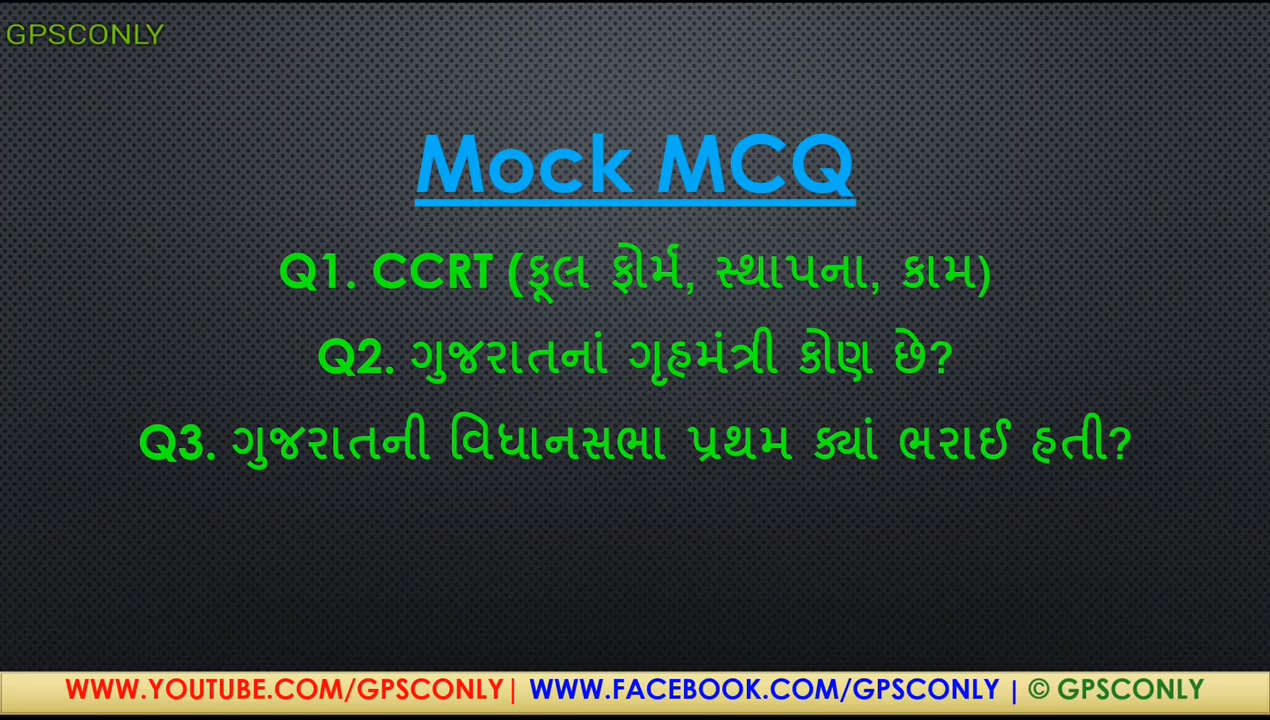 GPSCONLY
Mock MCQ
Q1. CCRT (ફૂલ ફોર્મ, સ્થાપના, કામ)
Q2. ગુજરાતનાં ગૃહમંત્રી કોણ છે?
Q3. ગુજરાતની વિધાનસભા પ્રથમ ક્યાં ભરાઈ હતી?
WWW.YOUTUBE.COM/GPSCONLY| WWW.FACEBOOK.COM/GPSCONLY | © GPSCONLY